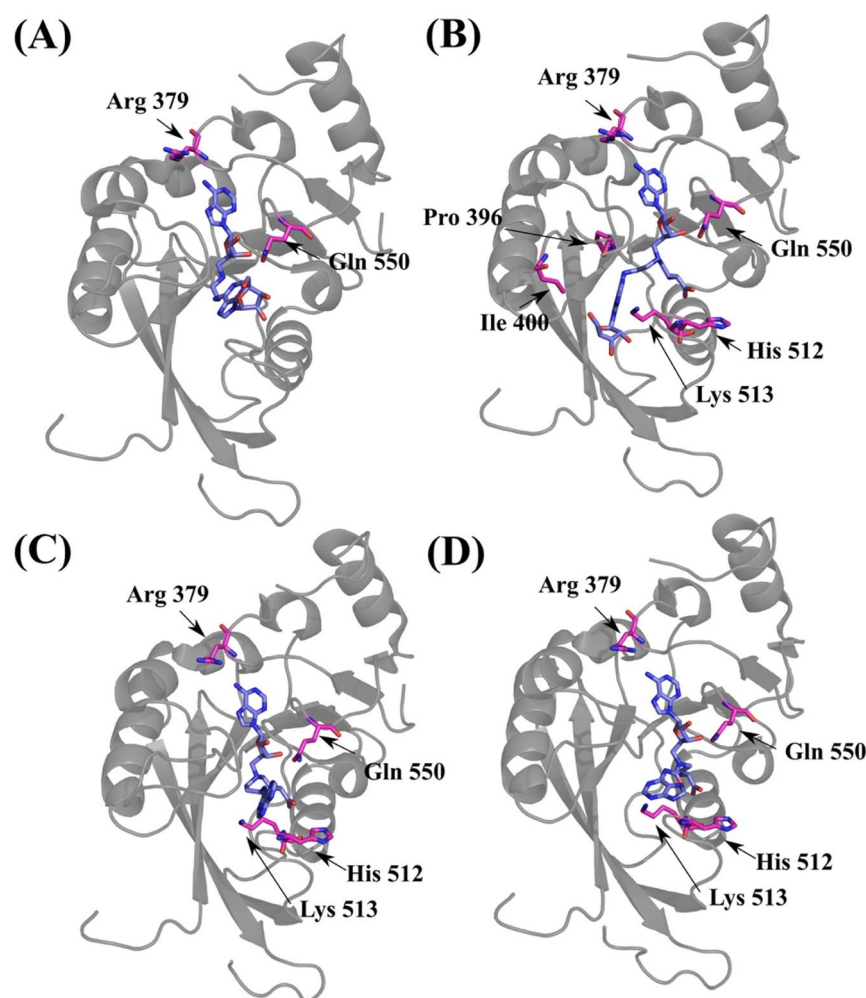 (A)
Arg 379
Gln 550
(B)
Arg 379
Pro 396
Gln 550
Ile 400
His 512
Lys 513
(C)
Arg 379
Gln 550
His 512
Lys 513
(D)
Arg 379
Gln 550
His 512
Lys 513